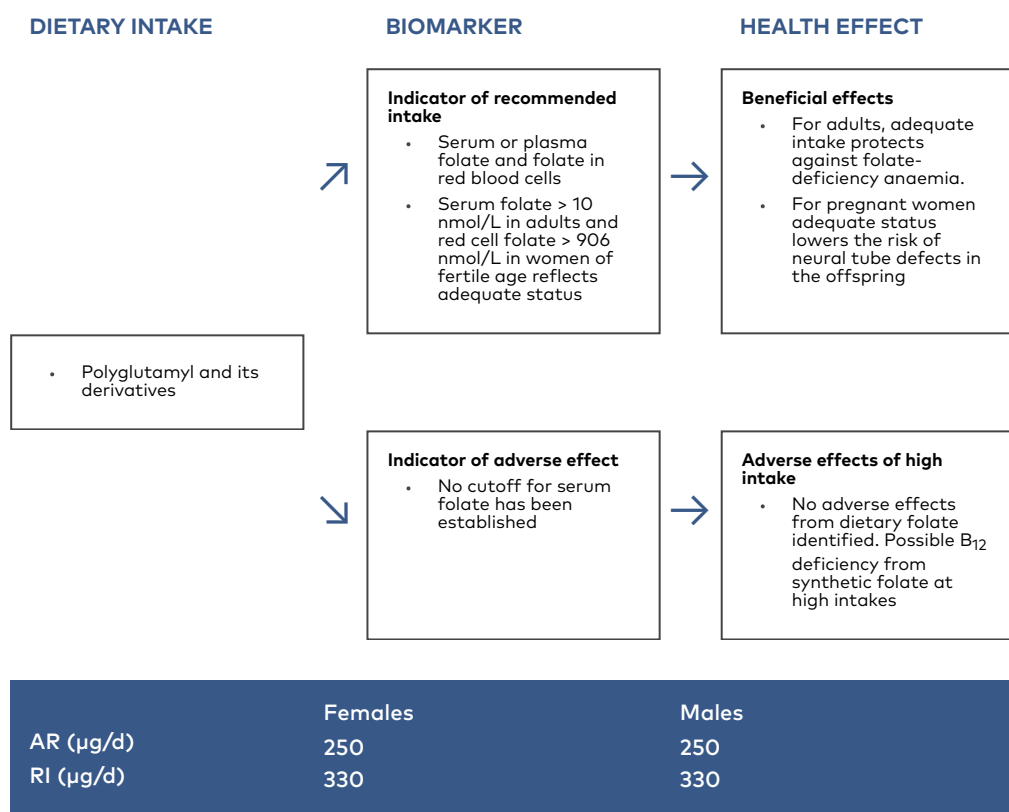 DIETARY INTAKE
BIOMARKER
HEALTH EFFECT
Indicator of recommended
intake
• Serum or plasma
folate and folate in
red blood cells
• Serum folate > 10
nmol/L in adults and
red cell folate > 906
nmol/L in women of
fertile age reflects
adequate status
Beneficial effects
• For adults, adequate
intake protects
against folate-
deficiency anaemia.
• For pregnant women
adequate status
lowers the risk of
neural tube defects in
the offspring
• Polyglutamyl and its
derivatives
Indicator of adverse effect
• No cutoff for serum
folate has been
established
Adverse effects of high
intake
• No adverse effects
from dietary folate
identified. Possible B12
deficiency from
synthetic folate at
high intakes
Females Males
AR (µg/d) 250 250
RI (µg/d) 330 330